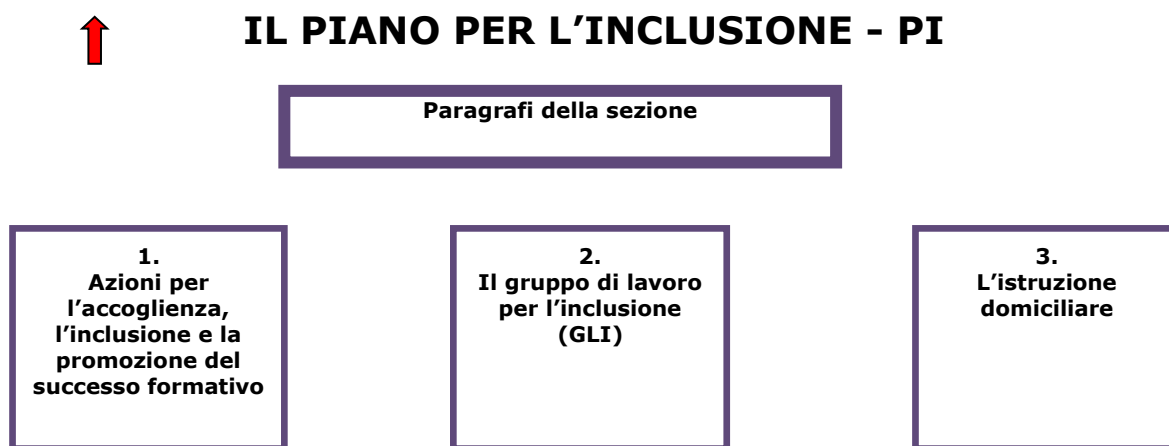 IL PIANO PER L’INCLUSIONE - PI
Paragrafi della sezione
1.
Azioni per
l’accoglienza,
l’inclusione e la
promozione del
successo formativo
2.
Il gruppo di lavoro
per l’inclusione
(GLI)
3.
L’istruzione
domiciliare